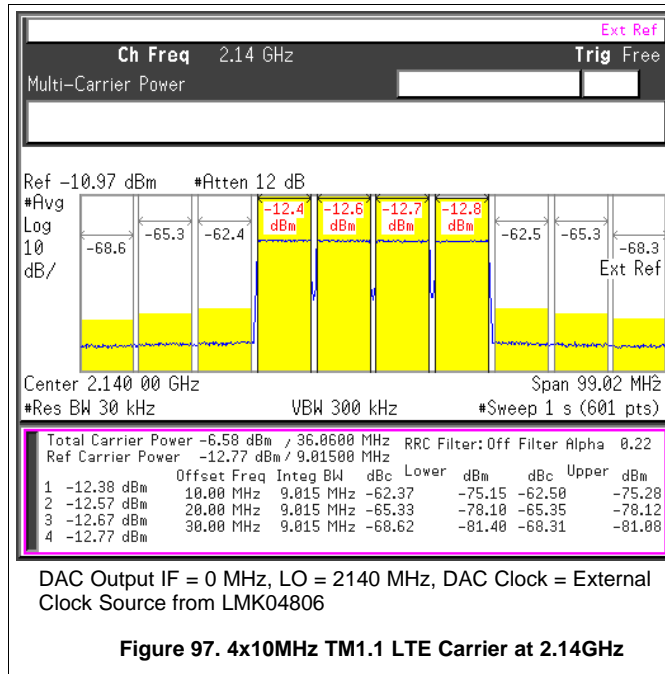 Ext Ref
Ch Freq 2.14 GHz Trig Free
Multi-Carrier Power
Ref -10.97 dBm #Atten 12 dB
#Avg
Log
10
dB/
-68.6 -65.3 -62.4 -12.4 dBm -12.6 dBm -12.7 dBm -12.8 dBm -62.5 -65.3 -68.3
Ext Ref
Center 2.140 00 GHz Span 99.02 MHz
#Res BW 30 kHz VBW 300 kHz #Sweep 1 s (601 pts)
Total Carrier Power -6.58 dBm / 36.0600 MHz RRC Filter: Off Filter Alpha 0.22
Ref Carrier Power -12.77 dBm / 9.01500 MHz
Offset Freq Integ BW dBc Lower dBm dBc Upper dBm
1 -12.38 dBm 10.00 MHz 9.015 MHz -62.37 -75.15 -62.50 -75.28
2 -12.57 dBm 20.00 MHz 9.015 MHz -65.33 -78.10 -65.35 -78.12
3 -12.67 dBm 30.00 MHz 9.015 MHz -68.62 -81.40 -68.31 -81.08
4 -12.77 dBm
DAC Output IF = 0 MHz, LO = 2140 MHz, DAC Clock = External
Clock Source from LMK04806
Figure 97. 4x10MHz TM1.1 LTE Carrier at 2.14GHz